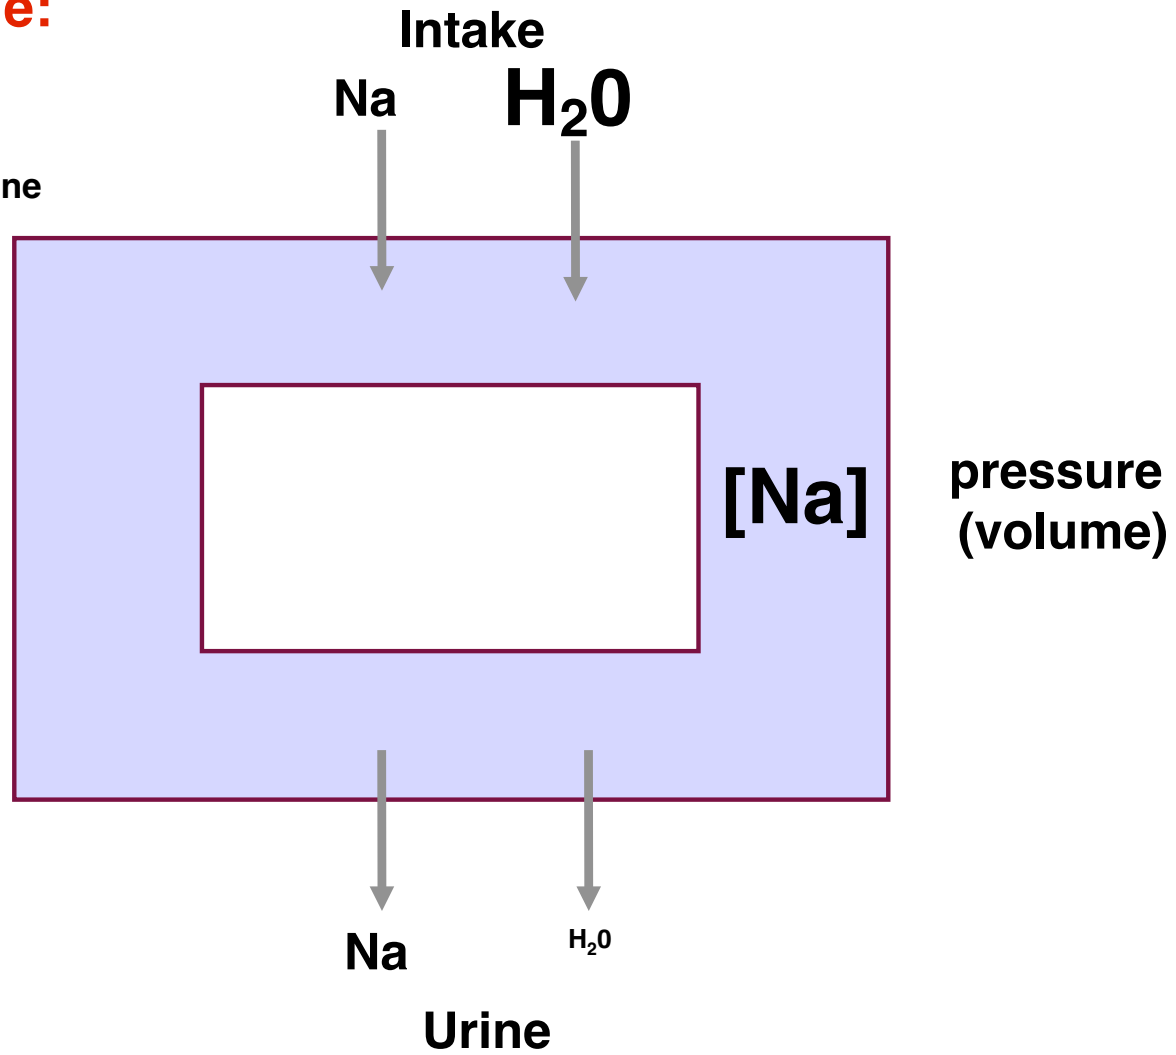 e:
Intake
Na H₂0
ne
[Na]
pressure
(volume)
Na H₂0
Urine